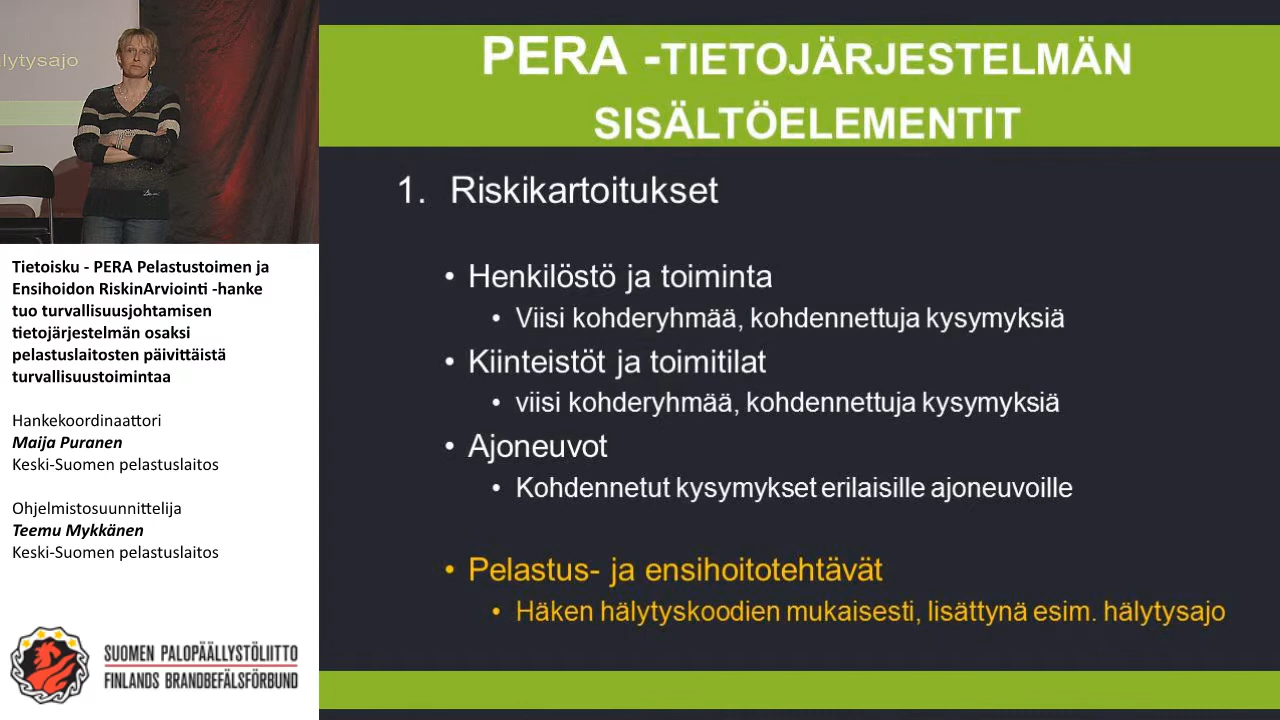 lytysajo
Tietoisku - PERA Pelastustoimen ja
Ensihoidon RiskinArviointi -hanke
tuo turvallisuusjohtamisen
tietojärjestelmän osaksi
pelastuslaitosten päivittäistä
turvallisuustoimintaa
Hankekoordinaattori
Maija Puranen
Keski-Suomen pelastuslaitos
Ohjelmistosuunnittelija
Teemu Mykkänen
Keski-Suomen pelastuslaitos
SUOMEN PALOPÄÄLLYSTÖLIITTO
FINLANDS BRANDBEFÄLSFÖRBUND
PERA -TIETOJÄRJESTELMÄN
SISÄLTÖELEMENTIT
1. Riskikartoitukset
• Henkilöstö ja toiminta
• Viisi kohderyhmää, kohdennettuja kysymyksiä
• Kiinteistöt ja toimitilat
• viisi kohderyhmää, kohdennettuja kysymyksiä
• Ajoneuvot
• Kohdennetut kysymykset erilaisille ajoneuvoille
• Pelastus- ja ensihoitotehtävät
• Häken hälytyskoodien mukaisesti, lisättynä esim. hälytysajo